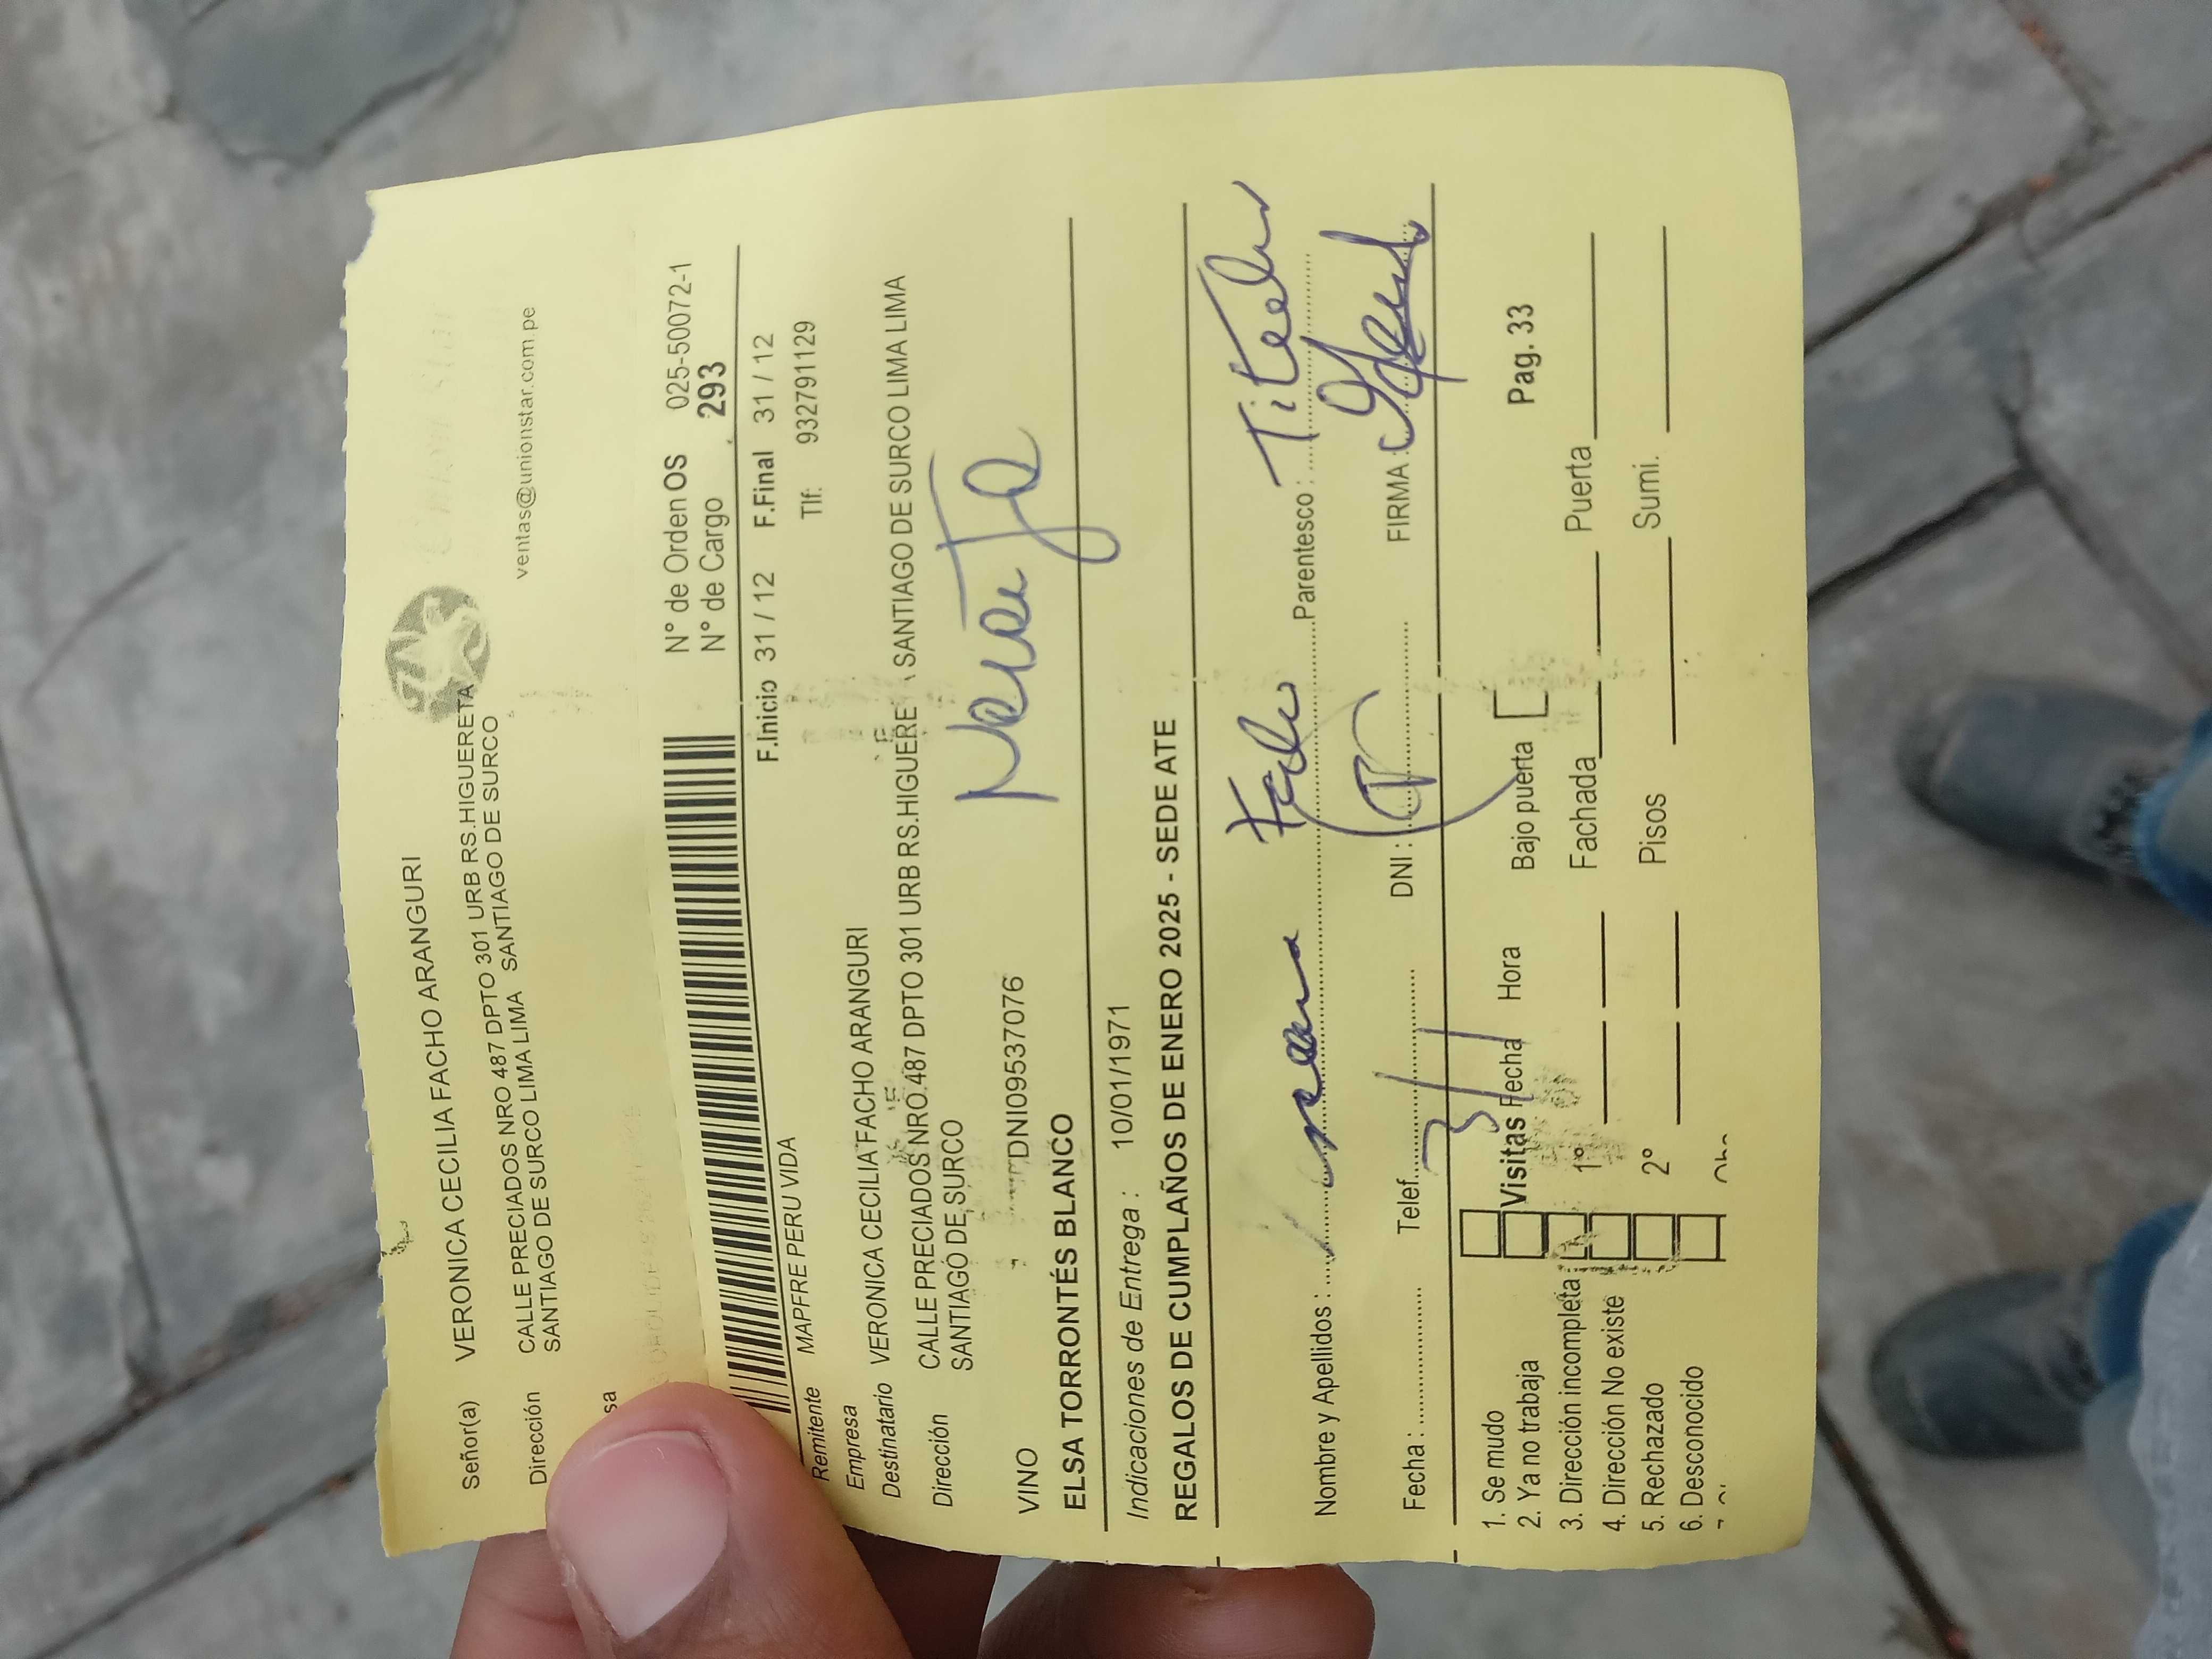 Señor(a) VERONICA CECILIA FACHO ARANGURI
Dirección CALLE PRECIADOS NRO 487 DPTO 301 URB RS.HIGUERETA
SANTIAGO DE SURCO LIMA LIMA SANTIAGO DE SURCO
ventas@unionstar.com.pe
sa
N° de Orden OS 025-50072-1
N° de Cargo 293
F.Inicio 31 / 12 F.Final 31 / 12
Remitente MAPFRE PERU VIDA
Tlf: 932791129
Empresa
Destinatario VERONICA CECILIA FACHO ARANGURI
Dirección CALLE PRECIADOS NRO 487 DPTO 301 URB RS.HIGUERE SANTIAGO DE SURCO LIMA LIMA
SANTIAGO DE SURCO
VINO DNI09537076
ELSA TORRONTÉS BLANCO
Indicaciones de Entrega : 10/01/1971
REGALOS DE CUMPLAÑOS DE ENERO 2025 - SEDE ATE
Nombre y Apellidos : Parentesco : Titular
Fecha : Telef. DNI : FIRMA :
1. Se mudo
2. Ya no trabaja
3. Dirección incompleta
4. Dirección No existe
5. Rechazado
6. Desconocido
Visitas Fecha Hora
1°
2°
Bajo puerta Pag. 33
Fachada Puerta
Pisos Sumi.